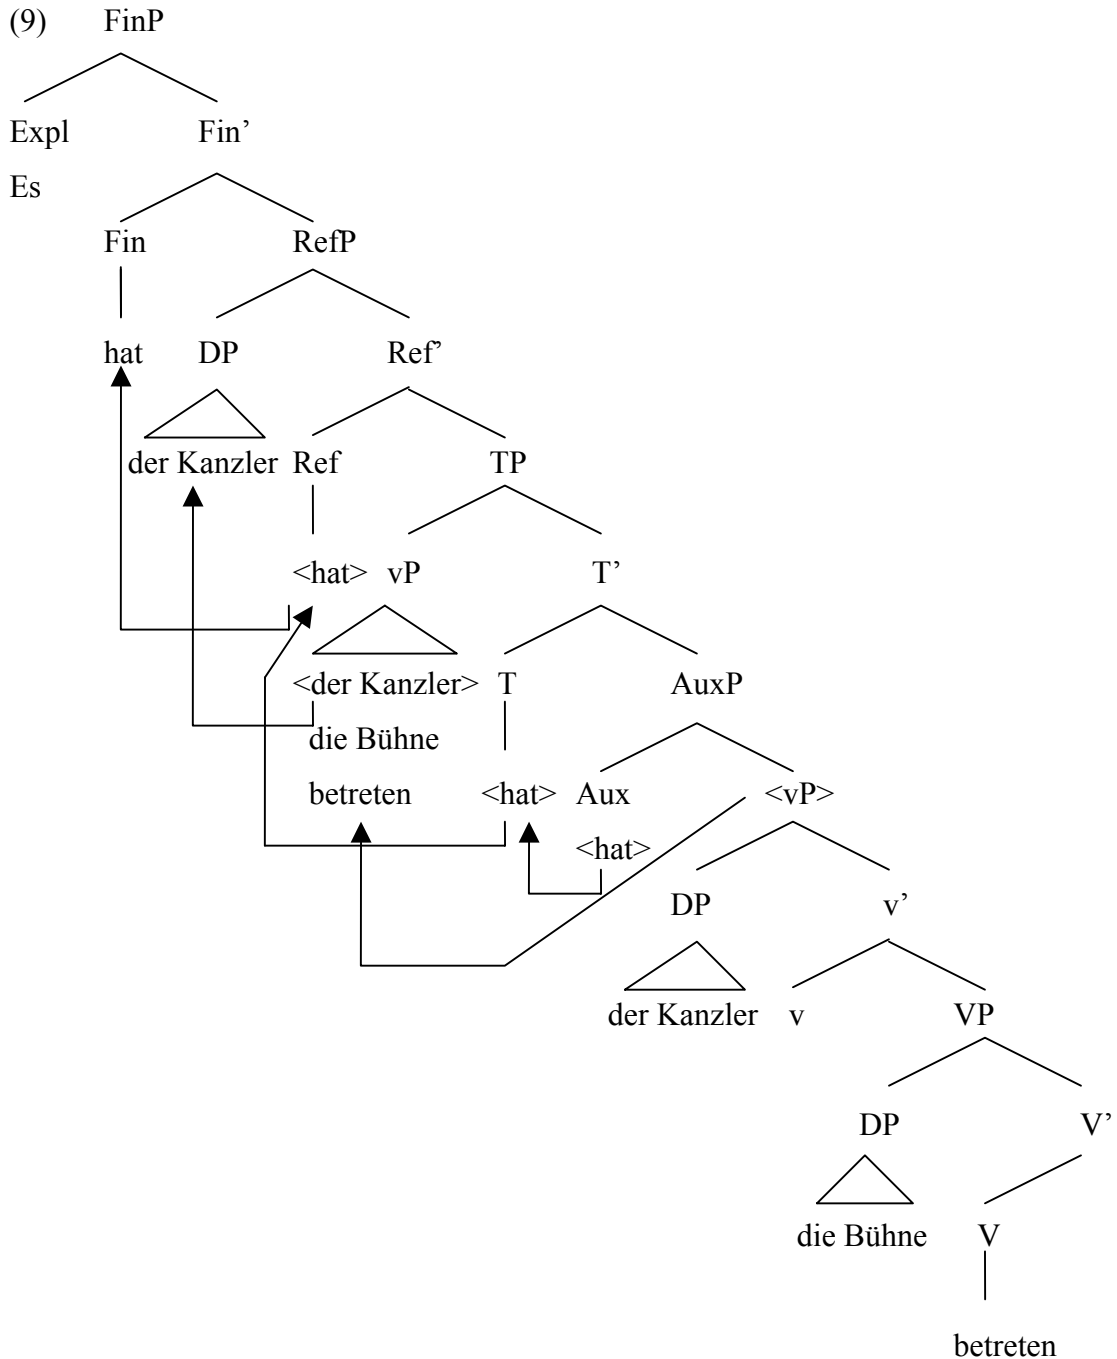 (9) FinP
Expl Fin’
Es
Fin RefP
hat DP Ref’
der Kanzler Ref TP
<hat> vP T’
<der Kanzler> T AuxP
die Bühne
betreten <hat> Aux <vP>
<hat>
DP v’
der Kanzler v VP
DP V’
die Bühne V
betreten